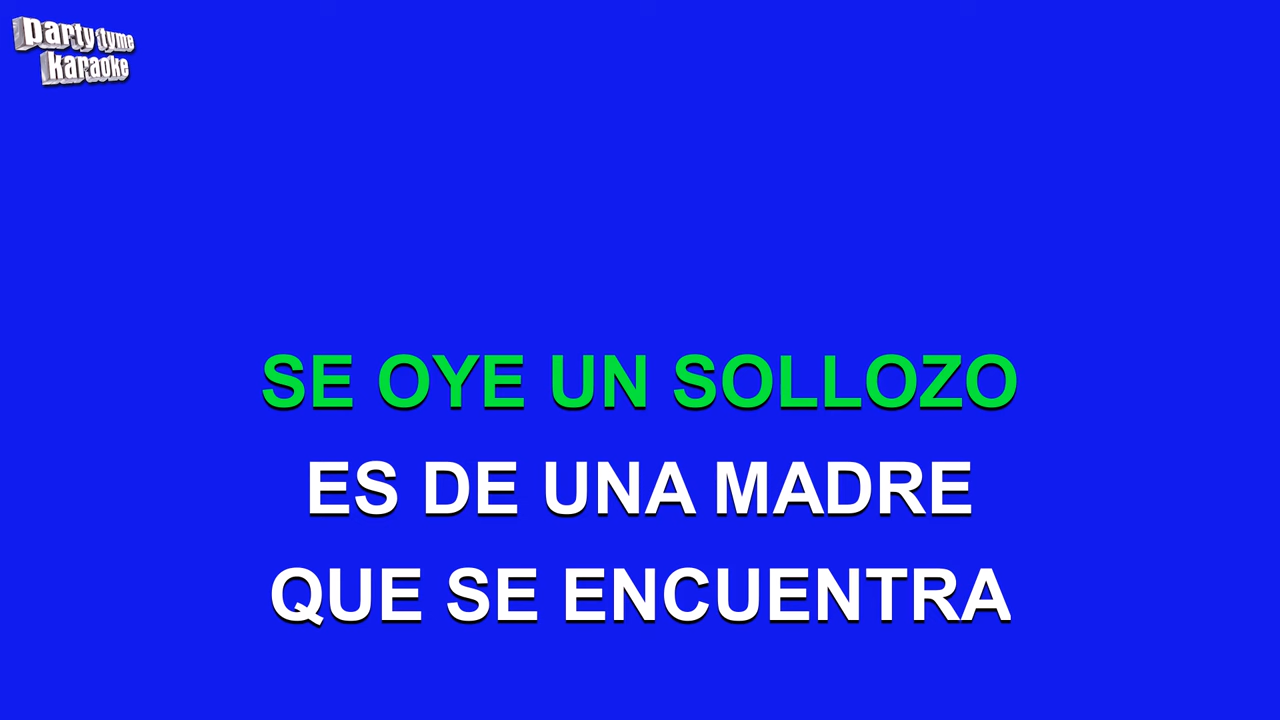 party tyme
karaoke
SE OYE UN SOLLOZO
ES DE UNA MADRE
QUE SE ENCUENTRA